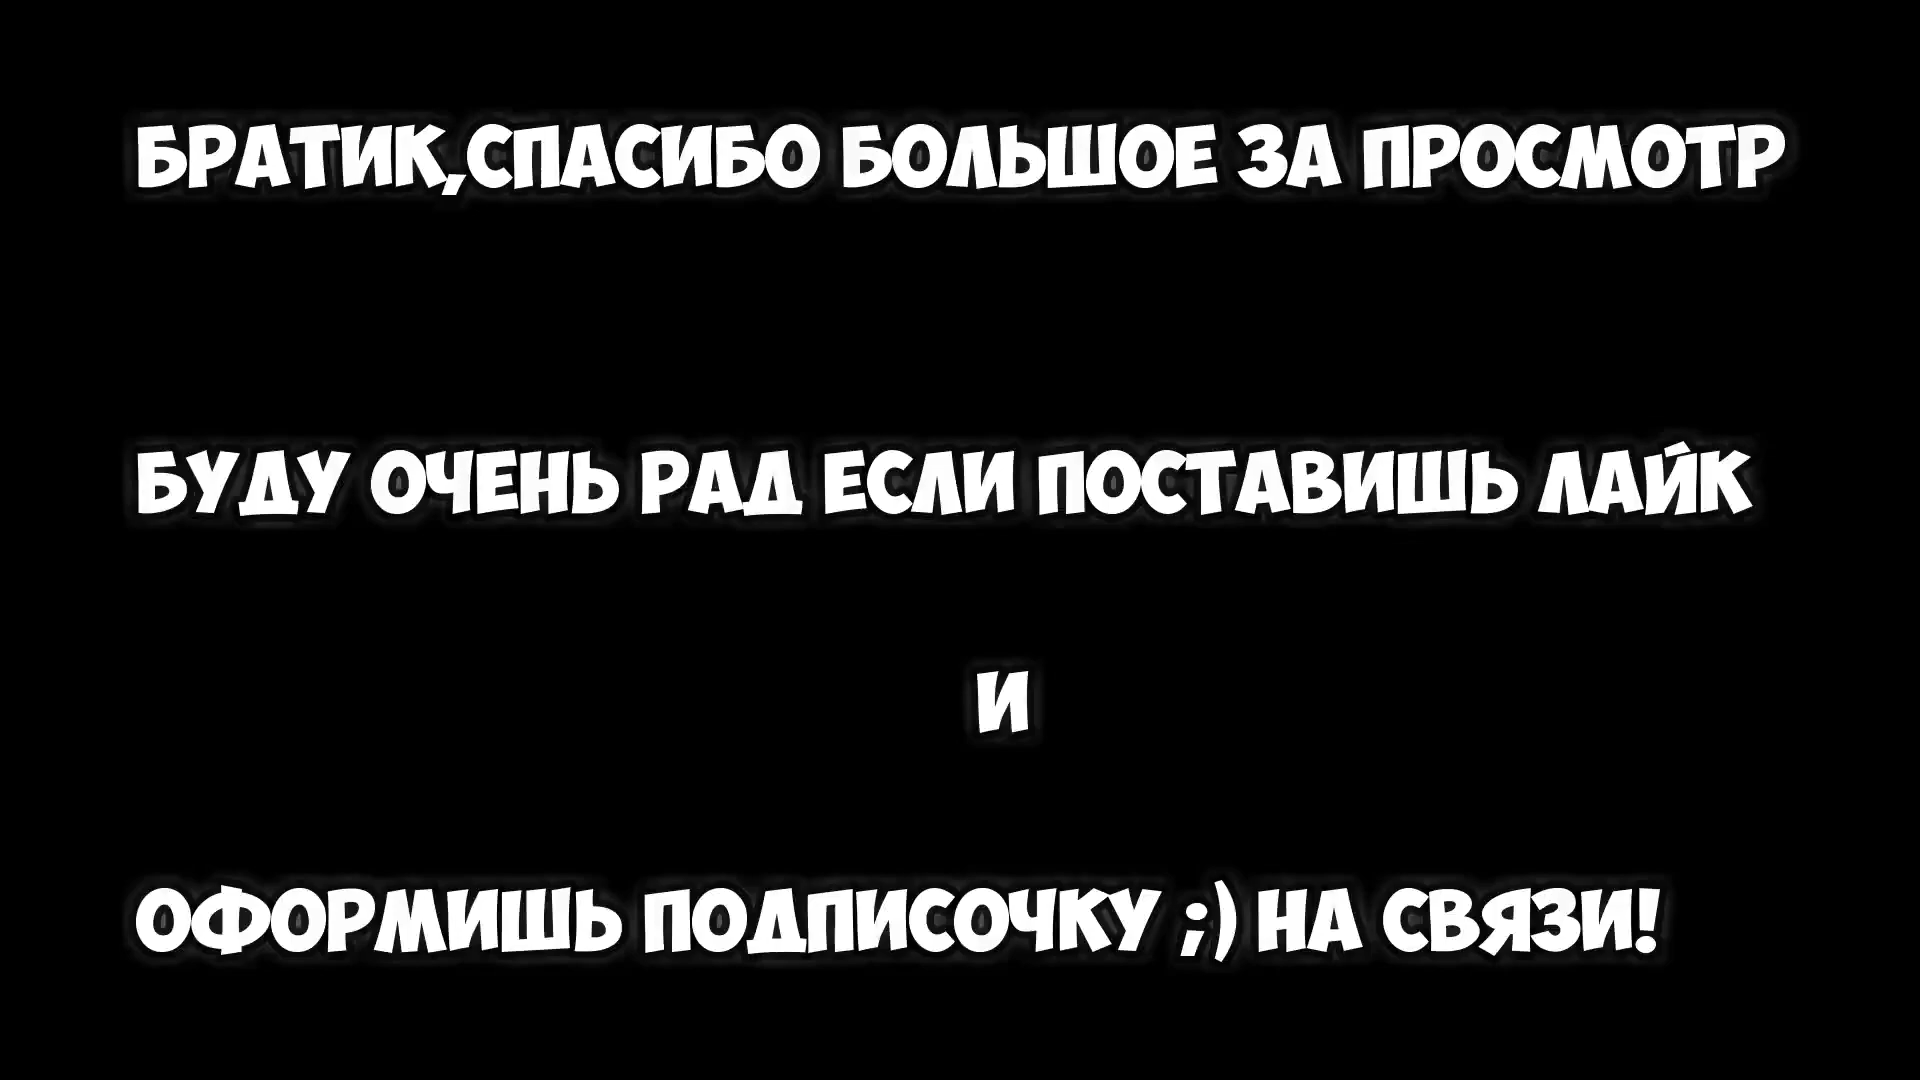 БРАТИК,СПАСИБО БОЛЬШОЕ ЗА ПРОСМОТР
БУДУ ОЧЕНЬ РАД ЕСЛИ ПОСТАВИШЬ ЛАЙК
И
ОФОРМИШЬ ПОДПИСОЧКУ ;) НА СВЯЗИ!